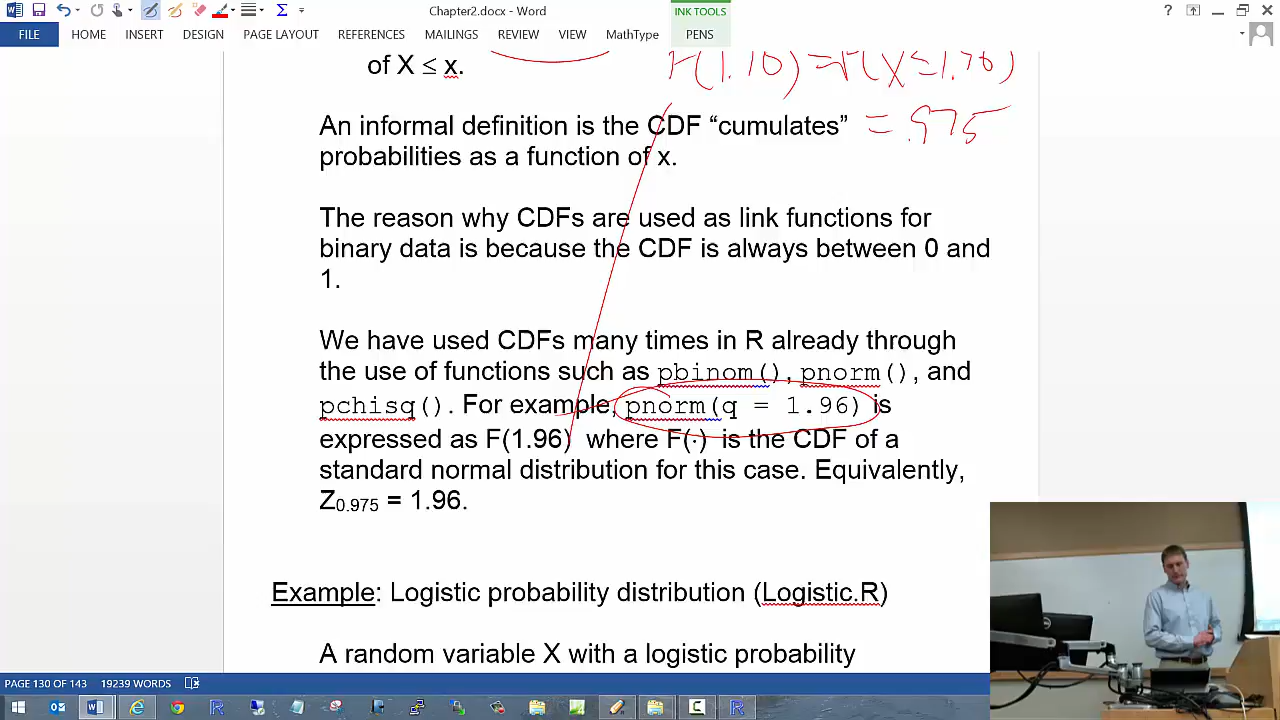 Chapter2.docx - Word
INK TOOLS
FILE HOME INSERT DESIGN PAGE LAYOUT REFERENCES MAILINGS REVIEW VIEW MathType PENS
of X ≤ x.
F(1.96) = P(X ≤ 1.96)
An informal definition is the CDF “cumulates” = .975
probabilities as a function of x.
The reason why CDFs are used as link functions for
binary data is because the CDF is always between 0 and
1.
We have used CDFs many times in R already through
the use of functions such as pbinom(), pnorm(), and
pchisq(). For example, pnorm(q = 1.96) is
expressed as F(1.96) where F(·) is the CDF of a
standard normal distribution for this case. Equivalently,
Z0.975 = 1.96.
Example: Logistic probability distribution (Logistic.R)
A random variable X with a logistic probability
PAGE 130 OF 143 19239 WORDS